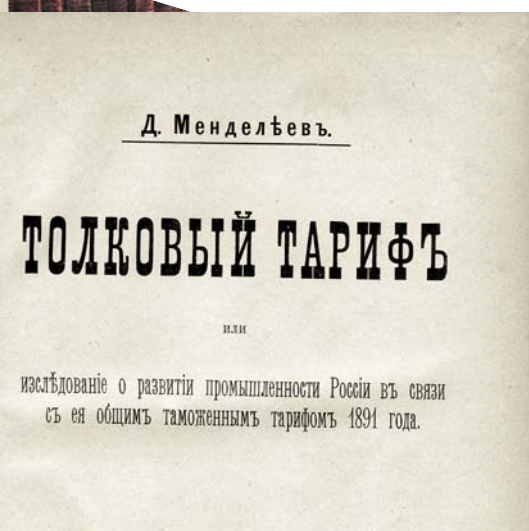 Д. Менделѣевъ.
ТОЛКОВЫЙ ТАРИФЪ
или
изслѣдованіе о развитіи промышленности Россіи въ связи
съ ея общимъ таможеннымъ тарифомъ 1891 года.